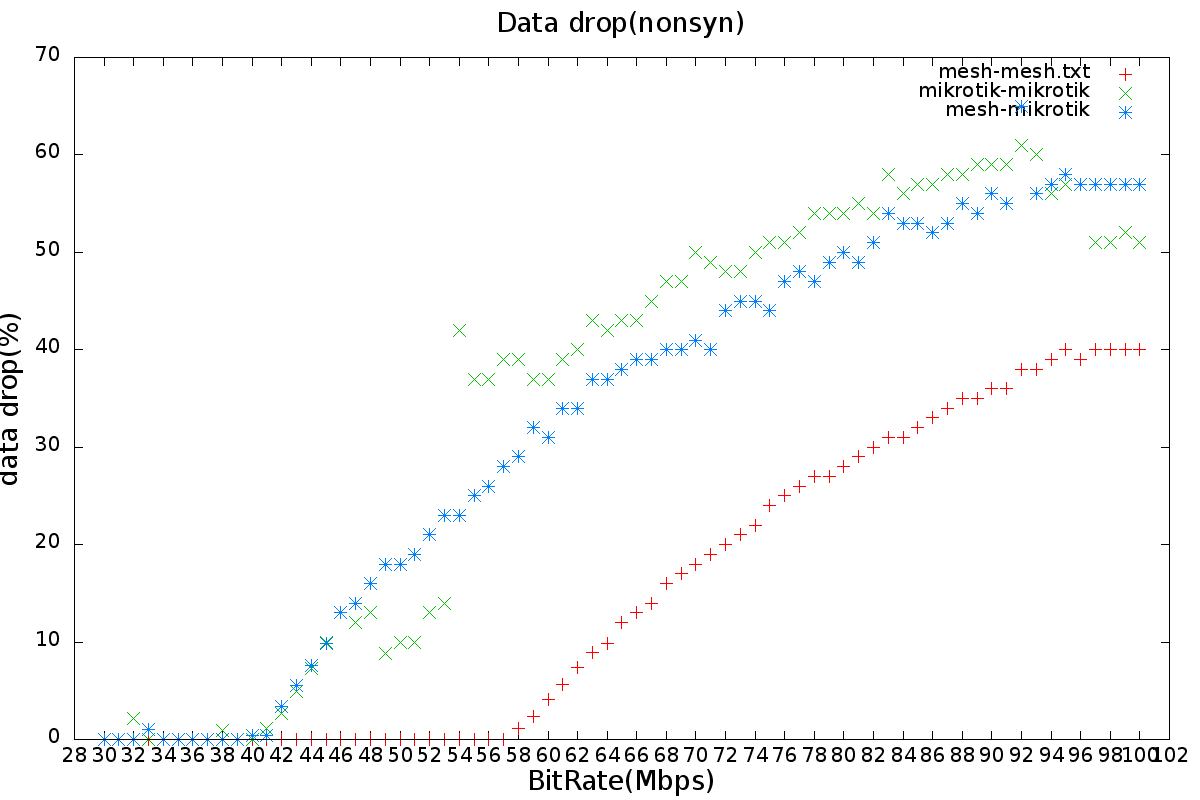 Data drop(nonsyn)
mesh-mesh.txt
mikrotik-mikrotik
mesh-mikrotik
70
60
50
40
30
20
10
0
data drop(%)
28 30 32 34 36 38 40 42 44 46 48 50 52 54 56 58 60 62 64 66 68 70 72 74 76 78 80 82 84 86 88 90 92 94 96 98 100 102
BitRate(Mbps)